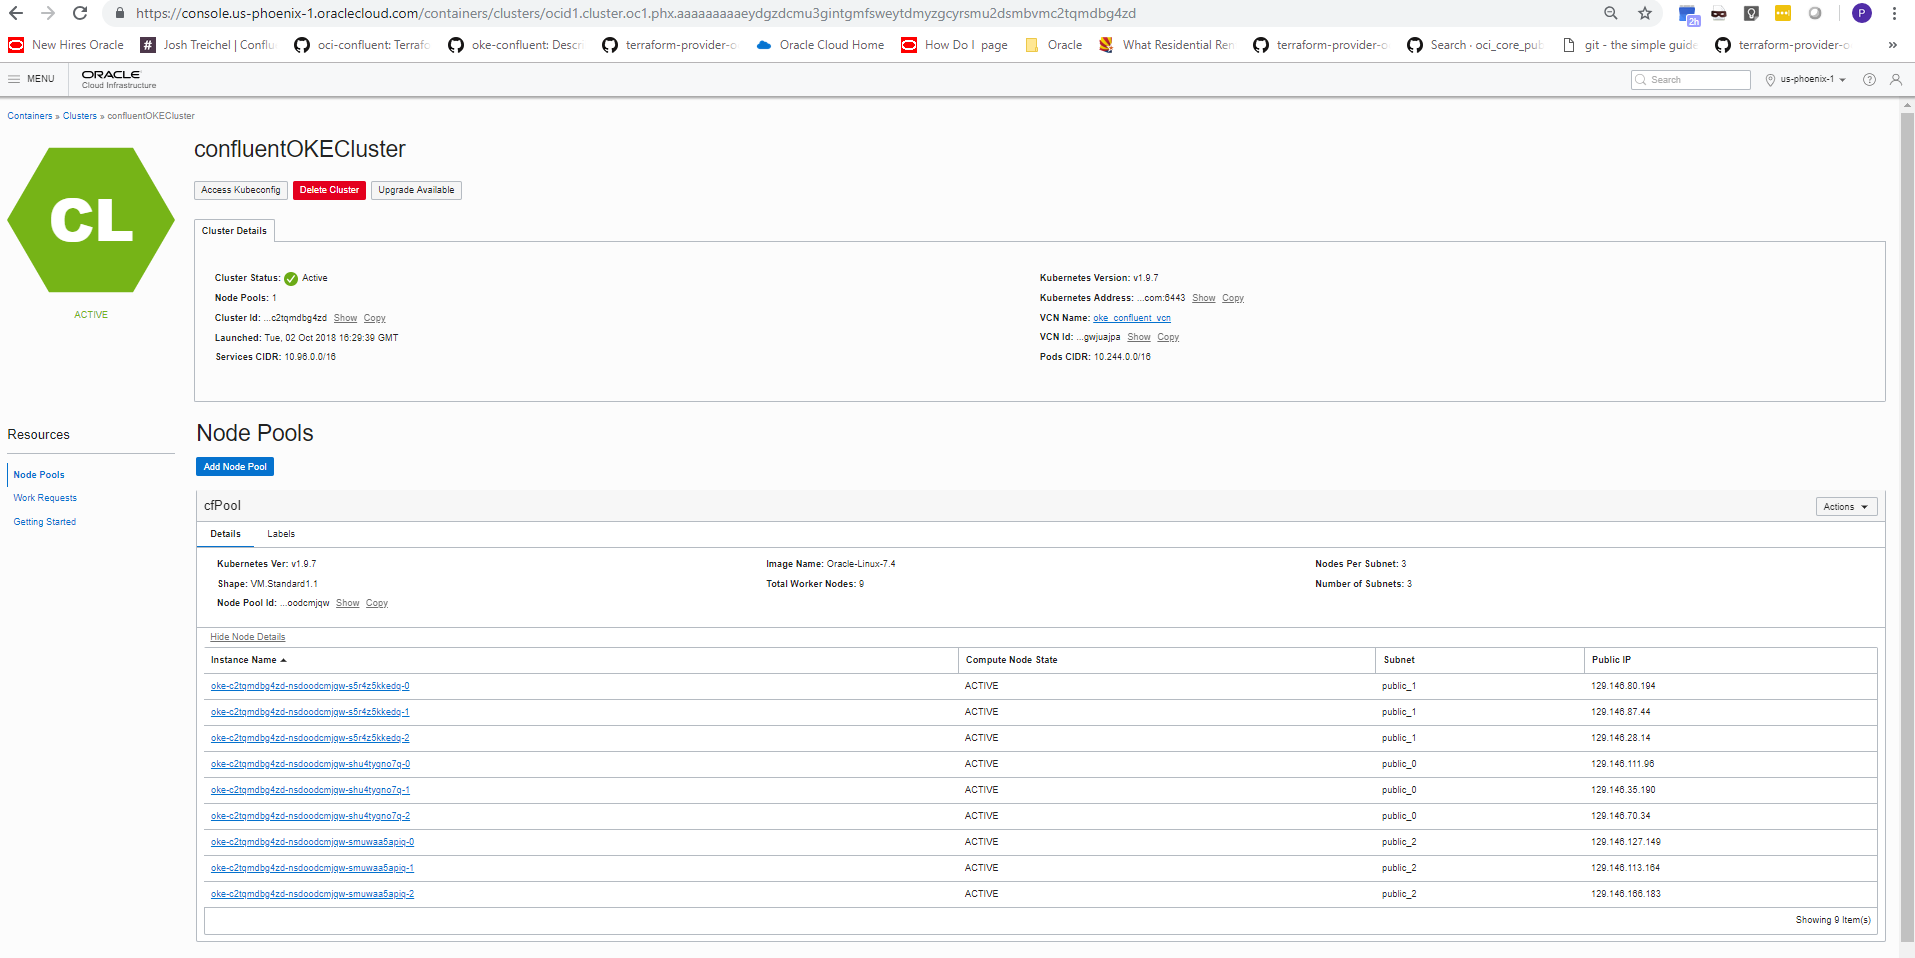 https://console.us-phoenix-1.oraclecloud.com/containers/clusters/ocid1.cluster.oc1.phx.aaaaaaaaaaeydgzdcmu3gintgmfsweytdmyzgcyrsmu2dsmbvmc2tqmdbg4zd
2h
P
New Hires Oracle
Josh Treichel | Conflu
oci-confluent: Terrafo
oke-confluent: Descri
terraform-provider-o
Oracle Cloud Home
How Do I page
Oracle
What Residential Ren
terraform-provider-o
Search · oci_core_pub
git - the simple guide
terraform-provider-o
»
MENU
ORACLE
Cloud Infrastructure
Search
us-phoenix-1
Containers » Clusters » confluentOKECluster
CL
ACTIVE
confluentOKECluster
Access Kubeconfig
Delete Cluster
Upgrade Available
Cluster Details
Cluster Status: Active
Node Pools: 1
Cluster Id: ...c2tqmdbg4zd Show Copy
Launched: Tue, 02 Oct 2018 16:29:39 GMT
Services CIDR: 10.96.0.0/16
Kubernetes Version: v1.9.7
Kubernetes Address: ...com:6443 Show Copy
VCN Name: oke_confluent_vcn
VCN Id: ...gwjuajpa Show Copy
Pods CIDR: 10.244.0.0/16
Resources
Node Pools
Work Requests
Getting Started
Node Pools
Add Node Pool
cfPool
Actions
Details Labels
Kubernetes Ver: v1.9.7
Shape: VM.Standard1.1
Node Pool Id: ...oodcmjqw Show Copy
Image Name: Oracle-Linux-7.4
Total Worker Nodes: 9
Nodes Per Subnet: 3
Number of Subnets: 3
Hide Node Details
Instance Name Compute Node State Subnet Public IP
oke-c2tqmdbg4zd-nsdoodcmjqw-s5r4z5kkedq-0 ACTIVE public_1 129.146.80.194
oke-c2tqmdbg4zd-nsdoodcmjqw-s5r4z5kkedq-1 ACTIVE public_1 129.146.87.44
oke-c2tqmdbg4zd-nsdoodcmjqw-s5r4z5kkedq-2 ACTIVE public_1 129.146.28.14
oke-c2tqmdbg4zd-nsdoodcmjqw-shu4tygno7q-0 ACTIVE public_0 129.146.111.96
oke-c2tqmdbg4zd-nsdoodcmjqw-shu4tygno7q-1 ACTIVE public_0 129.146.35.190
oke-c2tqmdbg4zd-nsdoodcmjqw-shu4tygno7q-2 ACTIVE public_0 129.146.70.34
oke-c2tqmdbg4zd-nsdoodcmjqw-smuwaa5apiq-0 ACTIVE public_2 129.146.127.149
oke-c2tqmdbg4zd-nsdoodcmjqw-smuwaa5apiq-1 ACTIVE public_2 129.146.113.164
oke-c2tqmdbg4zd-nsdoodcmjqw-smuwaa5apiq-2 ACTIVE public_2 129.146.166.183
Showing 9 Item(s)